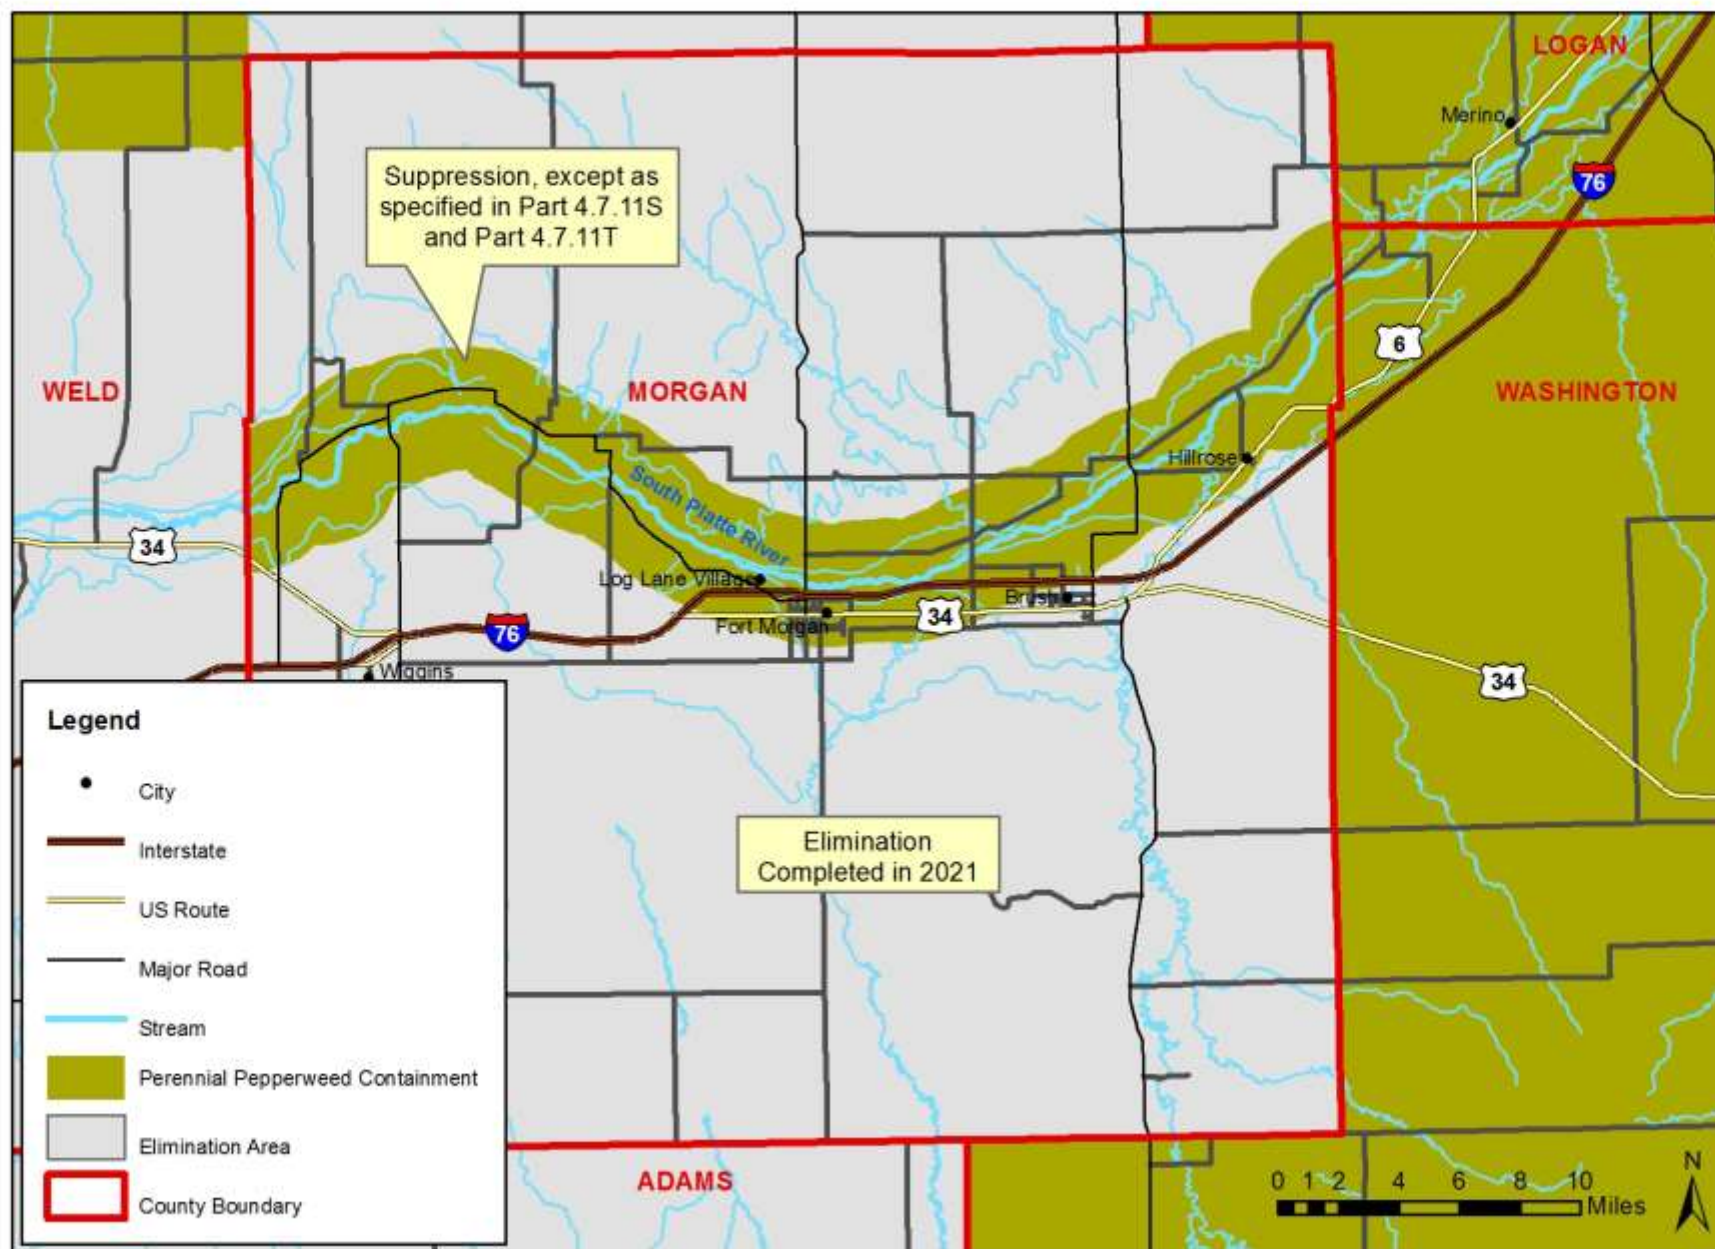 LOGAN
Merino
76
Suppression, except as
specified in Part 4.7.11S
and Part 4.7.11T
6
WELD
MORGAN
WASHINGTON
Hillrose
South Platte River
34
Log Lane Village
Brush
34
Fort Morgan
76
Wiggins
34
Legend
City
Interstate
US Route
Major Road
Stream
Perennial Pepperweed Containment
Elimination Area
County Boundary
Elimination
Completed in 2021
ADAMS
N
0 1 2 4 6 8 10
Miles